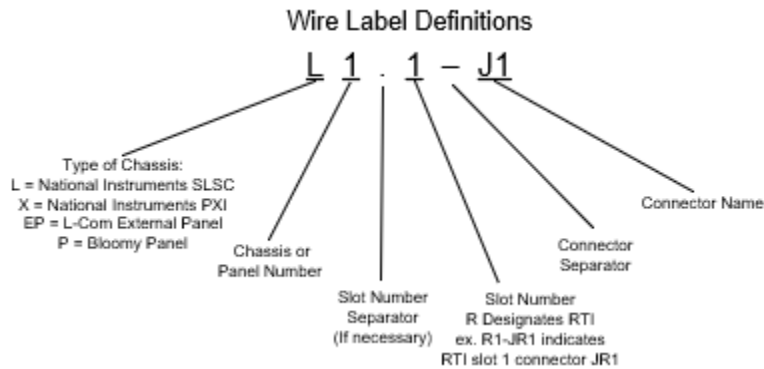 Wire Label Definitions
L 1 . 1 – J1
Type of Chassis:
L = National Instruments SLSC
X = National Instruments PXI
EP = L-Com External Panel
P = Bloomy Panel
Chassis or
Panel Number
Slot Number
Separator
(If necessary)
Slot Number
R Designates RTI
ex. R1-JR1 indicates
RTI slot 1 connector JR1
Connector
Separator
Connector Name